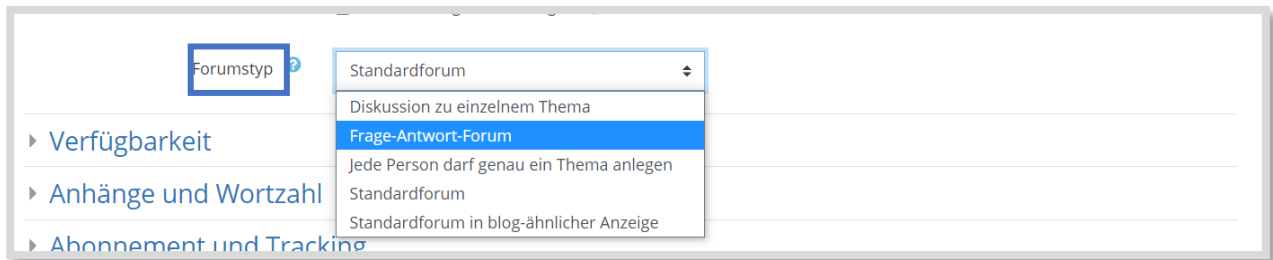 Forumstyp
Standardforum
Diskussion zu einzelnem Thema
Frage-Antwort-Forum
Jede Person darf genau ein Thema anlegen
Standardforum
Standardforum in blog-ähnlicher Anzeige
Verfügbarkeit
Anhänge und Wortzahl
Abonnement und Tracking